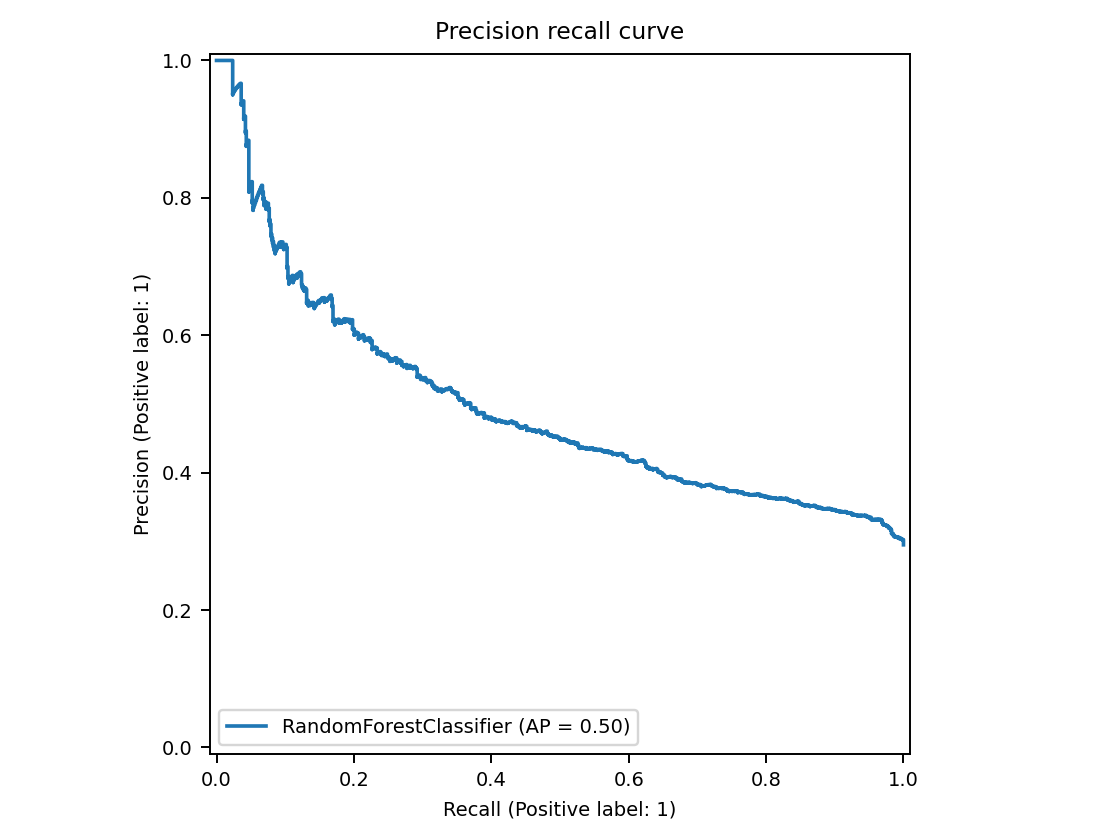 Precision recall curve
1.0
0.8
0.6
0.4
0.2
0.0
Precision (Positive label: 1)
RandomForestClassifier (AP = 0.50)
0.0 0.2 0.4 0.6 0.8 1.0
Recall (Positive label: 1)